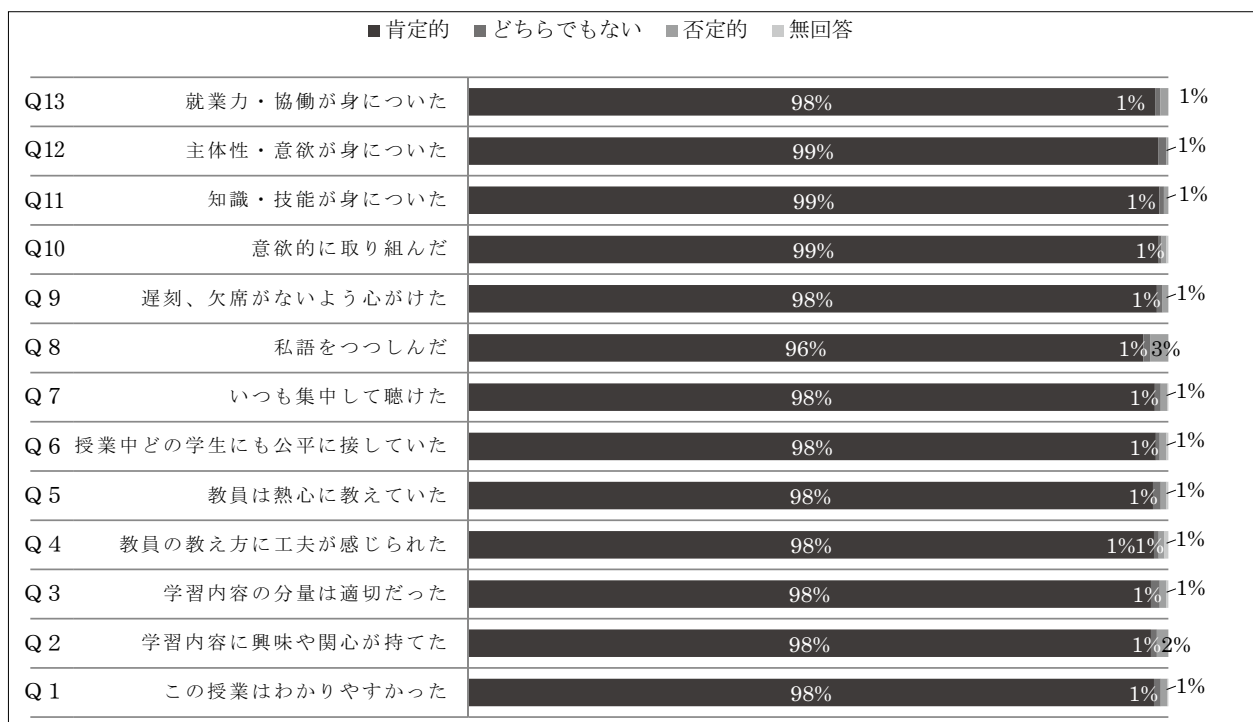 ■肯定的 ■どちらでもない ■否定的 ■無回答
Q13 就業力・協働が身についた 98% 1% 1%
Q12 主体性・意欲が身についた 99% 1%
Q11 知識・技能が身についた 99% 1% 1%
Q10 意欲的に取り組んだ 99% 1%
Q 9 遅刻、欠席がないよう心がけた 98% 1% 1%
Q 8 私語をつつしんだ 96% 1% 3%
Q 7 いつも集中して聴けた 98% 1% 1%
Q 6 授業中どの学生にも公平に接していた 98% 1% 1%
Q 5 教員は熱心に教えていた 98% 1% 1%
Q 4 教員の教え方に工夫が感じられた 98% 1% 1% 1%
Q 3 学習内容の分量は適切だった 98% 1% 1%
Q 2 学習内容に興味や関心が持てた 98% 1% 2%
Q 1 この授業はわかりやすかった 98% 1% 1%